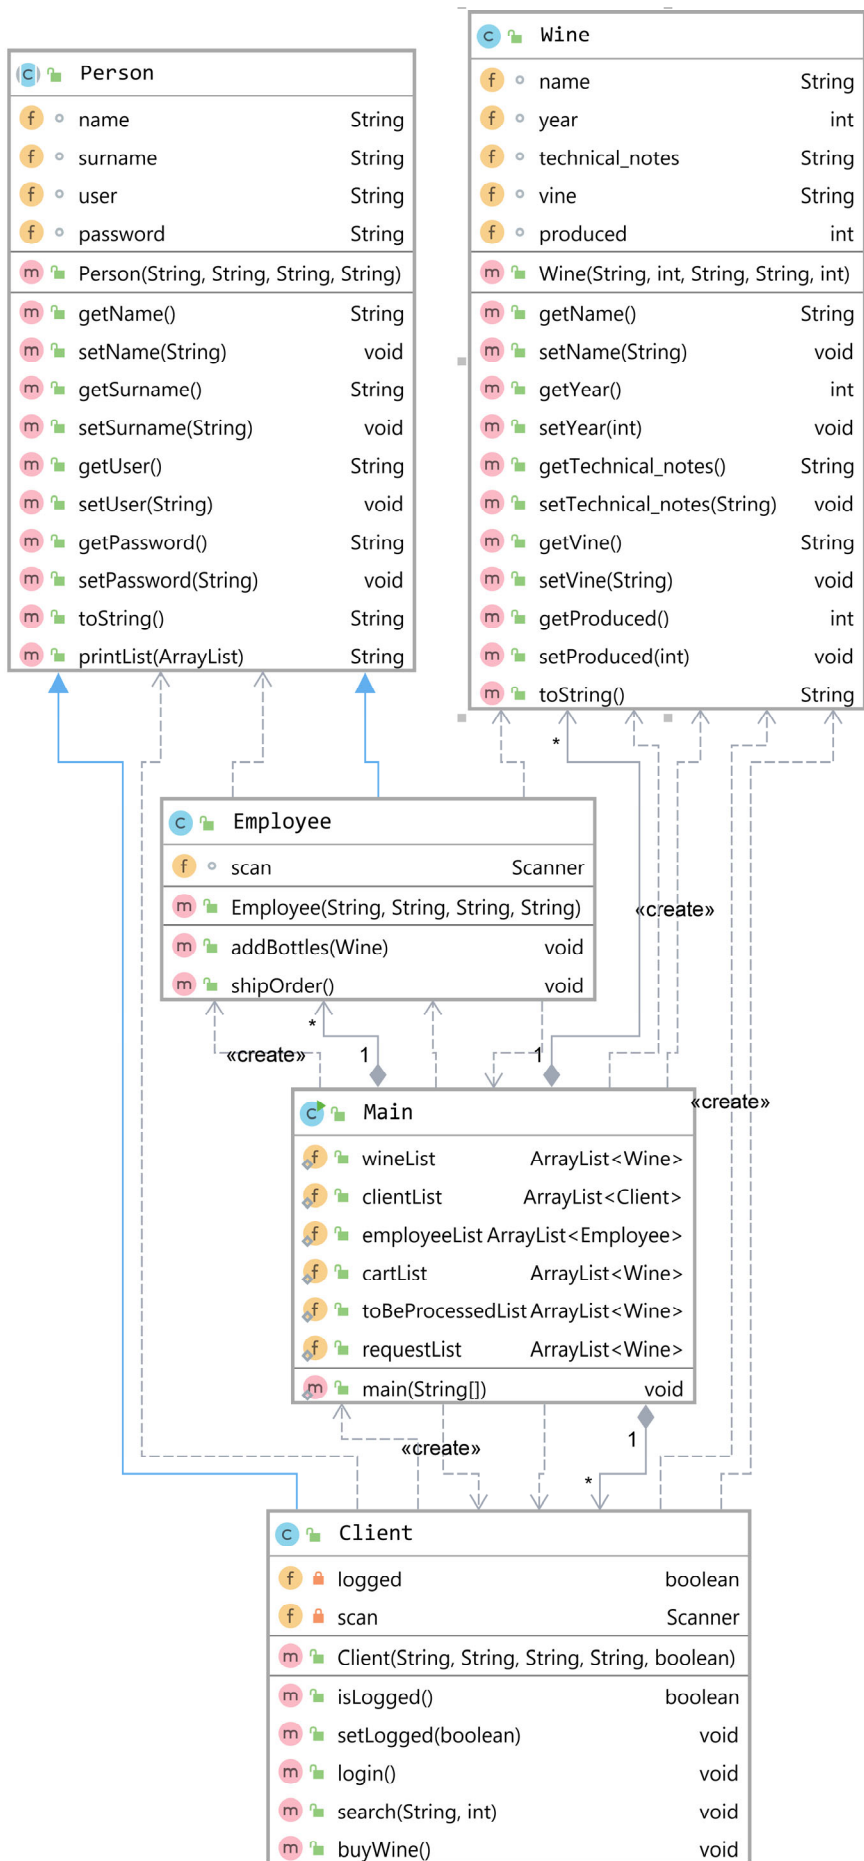 Person
name String
surname String
user String
password String
Person(String, String, String, String)
getName() String
setName(String) void
getSurname() String
setSurname(String) void
getUser() String
setUser(String) void
getPassword() String
setPassword(String) void
toString() String
printList(ArrayList) String
Wine
name String
year int
technical_notes String
vine String
produced int
Wine(String, int, String, String, int)
getName() String
setName(String) void
getYear() int
setYear(int) void
getTechnical_notes() String
setTechnical_notes(String) void
getVine() String
setVine(String) void
getProduced() int
setProduced(int) void
toString() String
*
Employee
scan Scanner
Employee(String, String, String, String)
addBottles(Wine) void
shipOrder() void
«create»
*
«create»
1
1
«create»
Main
wineList ArrayList<Wine>
clientList ArrayList<Client>
employeeList ArrayList<Employee>
cartList ArrayList<Wine>
toBeProcessedList ArrayList<Wine>
requestList ArrayList<Wine>
main(String[]) void
«create»
1
*
Client
logged boolean
scan Scanner
Client(String, String, String, String, boolean)
isLogged() boolean
setLogged(boolean) void
login() void
search(String, int) void
buyWine() void